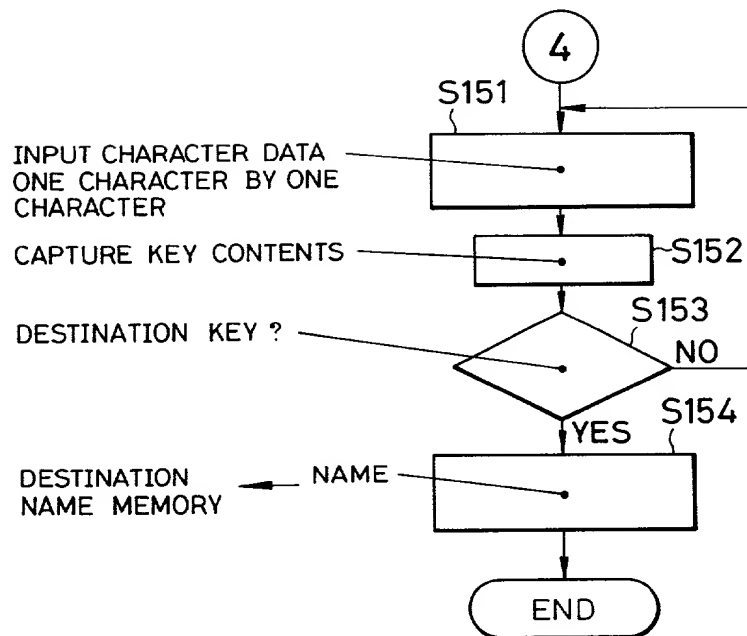 4
S151
INPUT CHARACTER DATA
ONE CHARACTER BY ONE
CHARACTER
CAPTURE KEY CONTENTS
S152
DESTINATION KEY ?
S153
NO
YES
S154
DESTINATION
NAME MEMORY
NAME
END